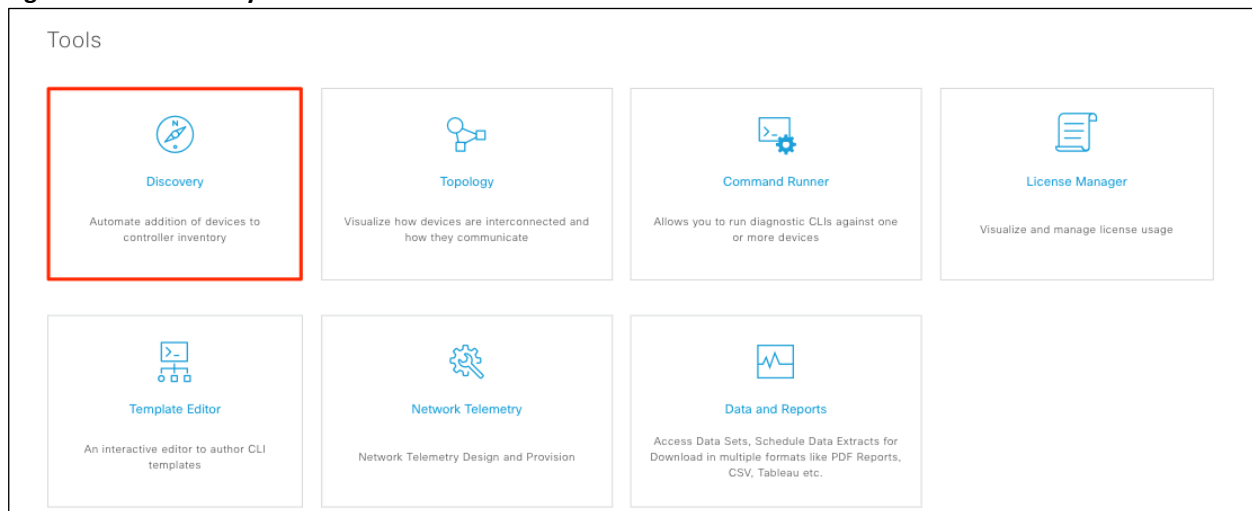 Tools
N
Discovery
Automate addition of devices to
controller inventory
Topology
Visualize how devices are interconnected and
how they communicate
>_
Command Runner
Allows you to run diagnostic CLIs against one
or more devices
License Manager
Visualize and manage license usage
>_
Template Editor
An interactive editor to author CLI
templates
Network Telemetry
Network Telemetry Design and Provision
Data and Reports
Access Data Sets, Schedule Data Extracts for
Download in multiple formats like PDF Reports,
CSV, Tableau etc.